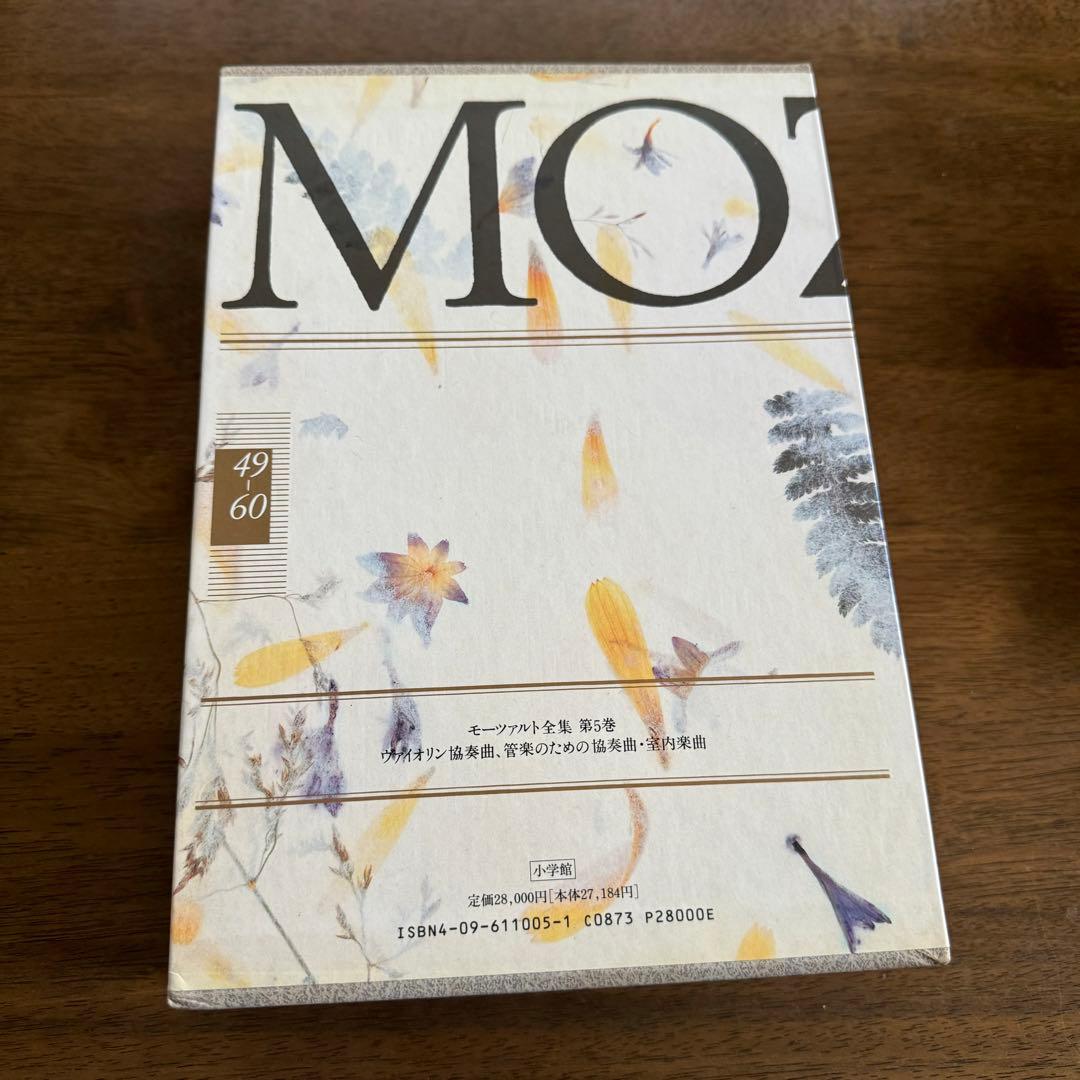 MOZ
49
-
60
モーツァルト全集 第5巻
ヴァイオリン協奏曲、管楽のための協奏曲・室内楽曲
小学館
定価28,000円[本体27,184円]
ISBN4-09-611005-1 C0873 P28000E